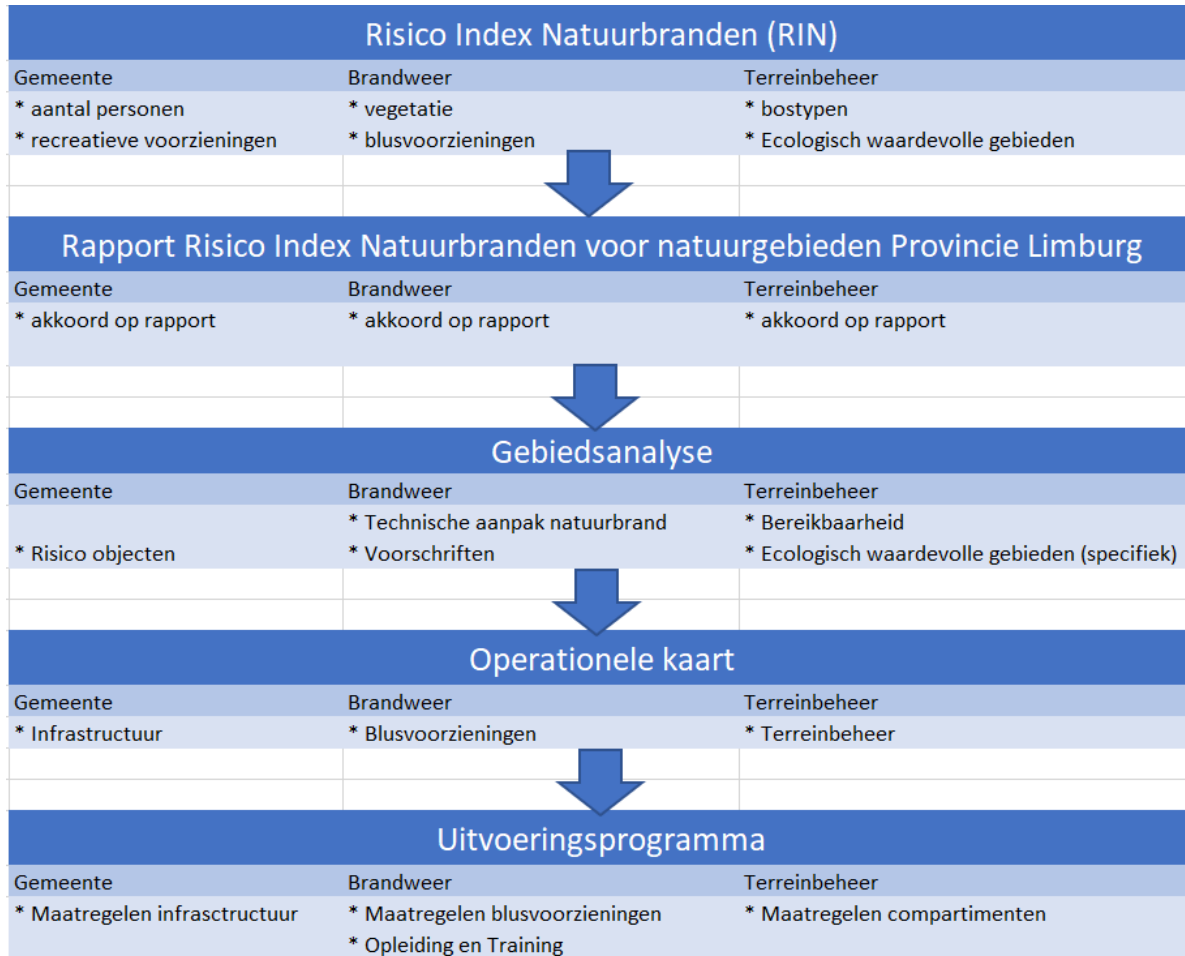 Risico Index Natuurbranden (RIN)
Gemeente Brandweer Terreinbeheer
* aantal personen * vegetatie * bostypen
* recreatieve voorzieningen * blusvoorzieningen * Ecologisch waardevolle gebieden
Rapport Risico Index Natuurbranden voor natuurgebieden Provincie Limburg
Gemeente Brandweer Terreinbeheer
* akkoord op rapport * akkoord op rapport * akkoord op rapport
Gebiedsanalyse
Gemeente Brandweer Terreinbeheer
* Technische aanpak natuurbrand * Bereikbaarheid
* Risico objecten * Voorschriften * Ecologisch waardevolle gebieden (specifiek)
Operationele kaart
Gemeente Brandweer Terreinbeheer
* Infrastructuur * Blusvoorzieningen * Terreinbeheer
Uitvoeringsprogramma
Gemeente Brandweer Terreinbeheer
* Maatregelen infrasctructuur * Maatregelen blusvoorzieningen * Maatregelen compartimenten
* Opleiding en Training